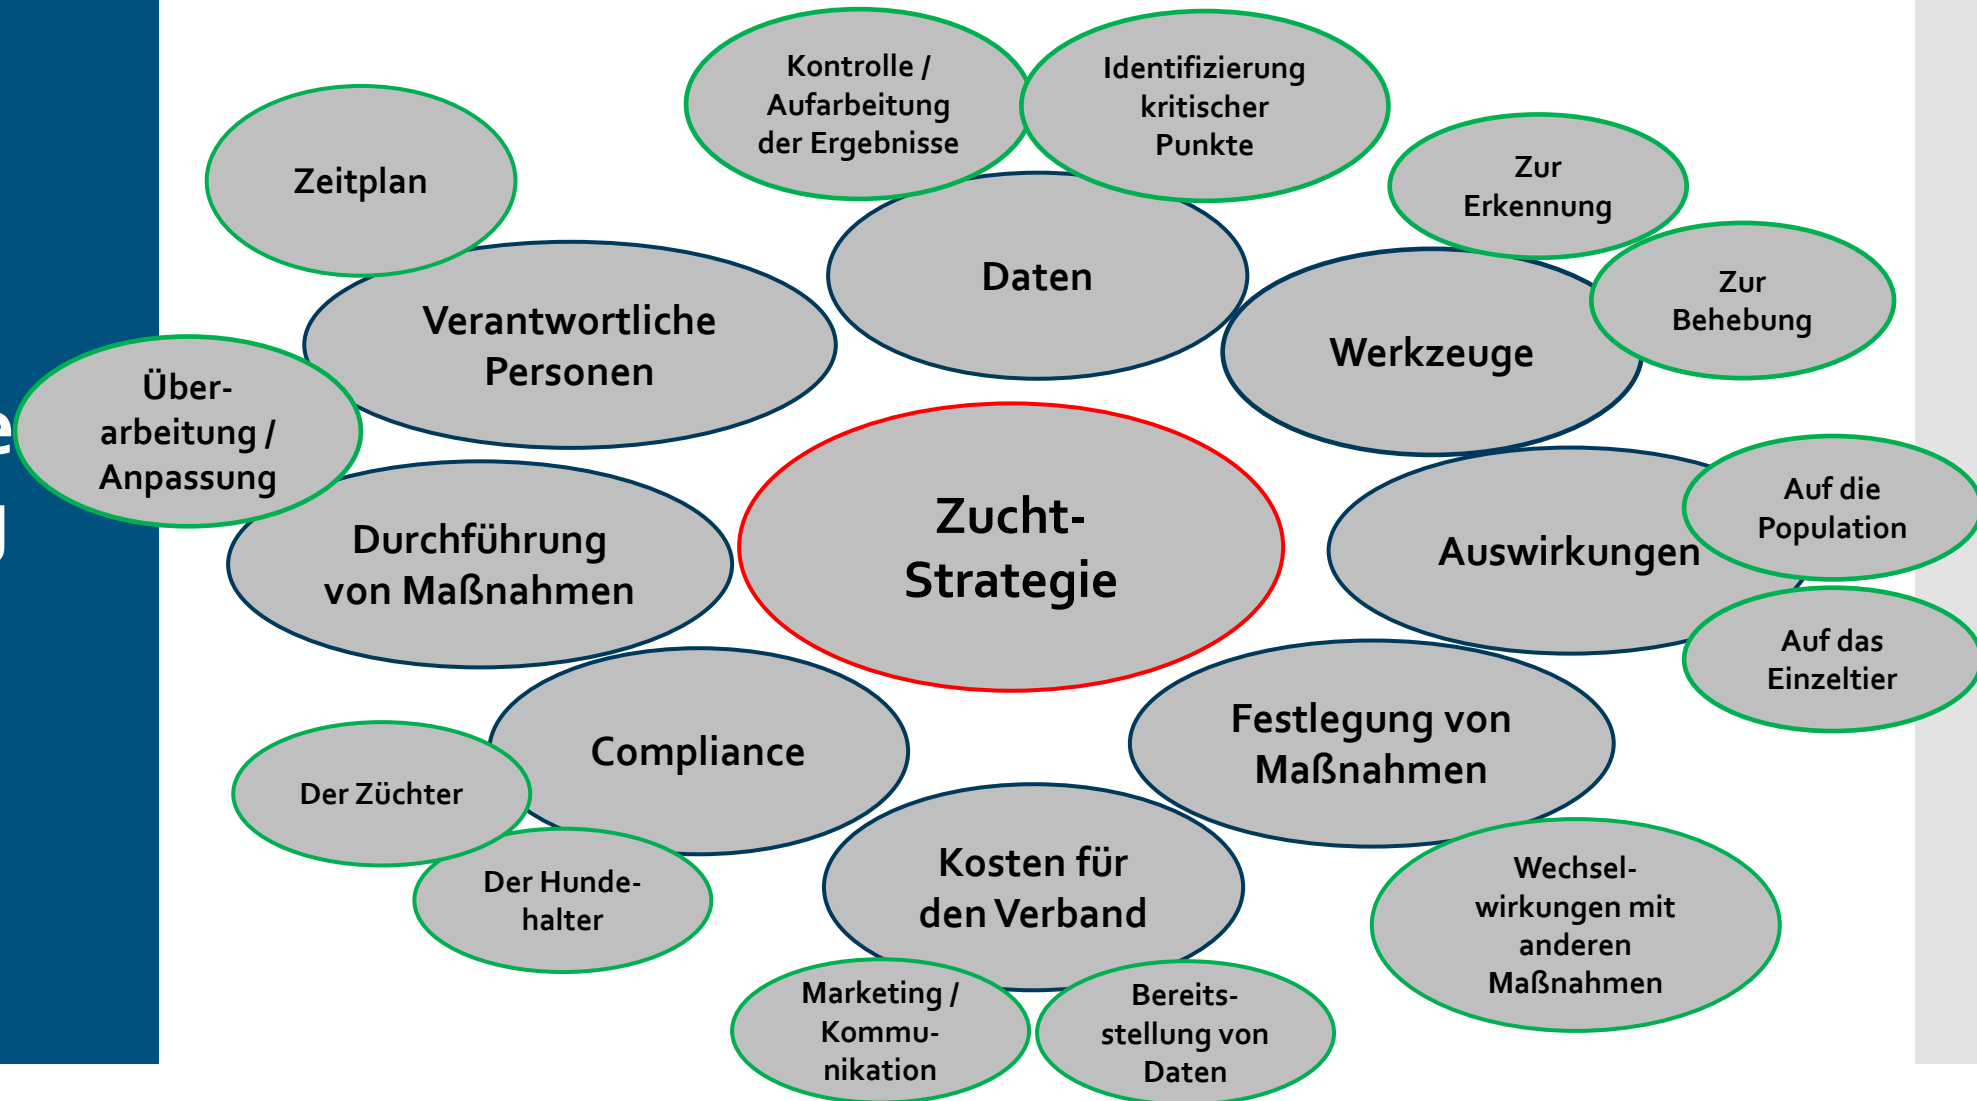 Kontrolle /
Aufarbeitung
der Ergebnisse
Identifizierung
kritischer
Punkte
Zeitplan
Zur
Erkennung
Daten
Zur
Behebung
Verantwortliche
Personen
Werkzeuge
Über-
arbeitung /
Anpassung
Zucht-
Strategie
Auf die
Population
Durchführung
von Maßnahmen
Auswirkungen
Auf das
Einzeltier
Compliance
Festlegung von
Maßnahmen
Der Züchter
Der Hunde-
halter
Kosten für
den Verband
Wechsel-
wirkungen mit
anderen
Maßnahmen
Marketing /
Kommu-
nikation
Bereits-
stellung von
Daten